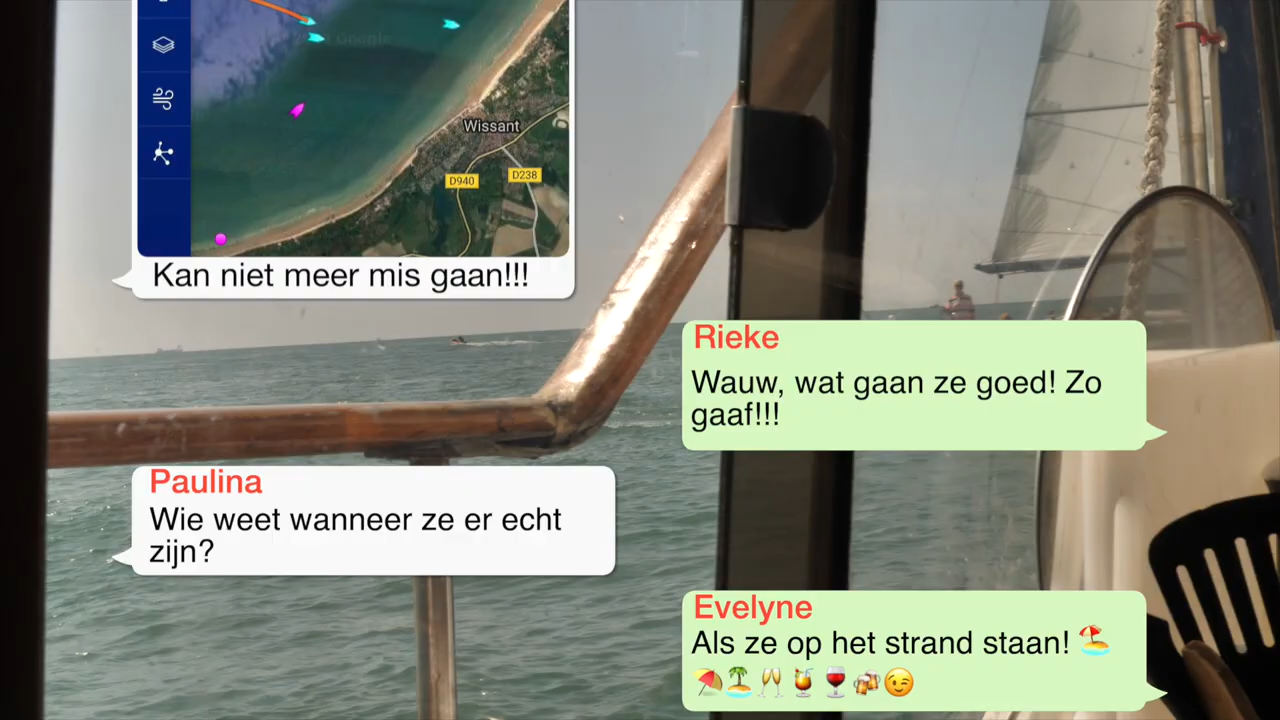 Google
Wissant
D940
D238
Kan niet meer mis gaan!!!
Rieke
Wauw, wat gaan ze goed! Zo
gaaf!!!
Paulina
Wie weet wanneer ze er echt
zijn?
Evelyne
Als ze op het strand staan! 🏖️
⛱️🏝️🥂🍹🍷🍻😉